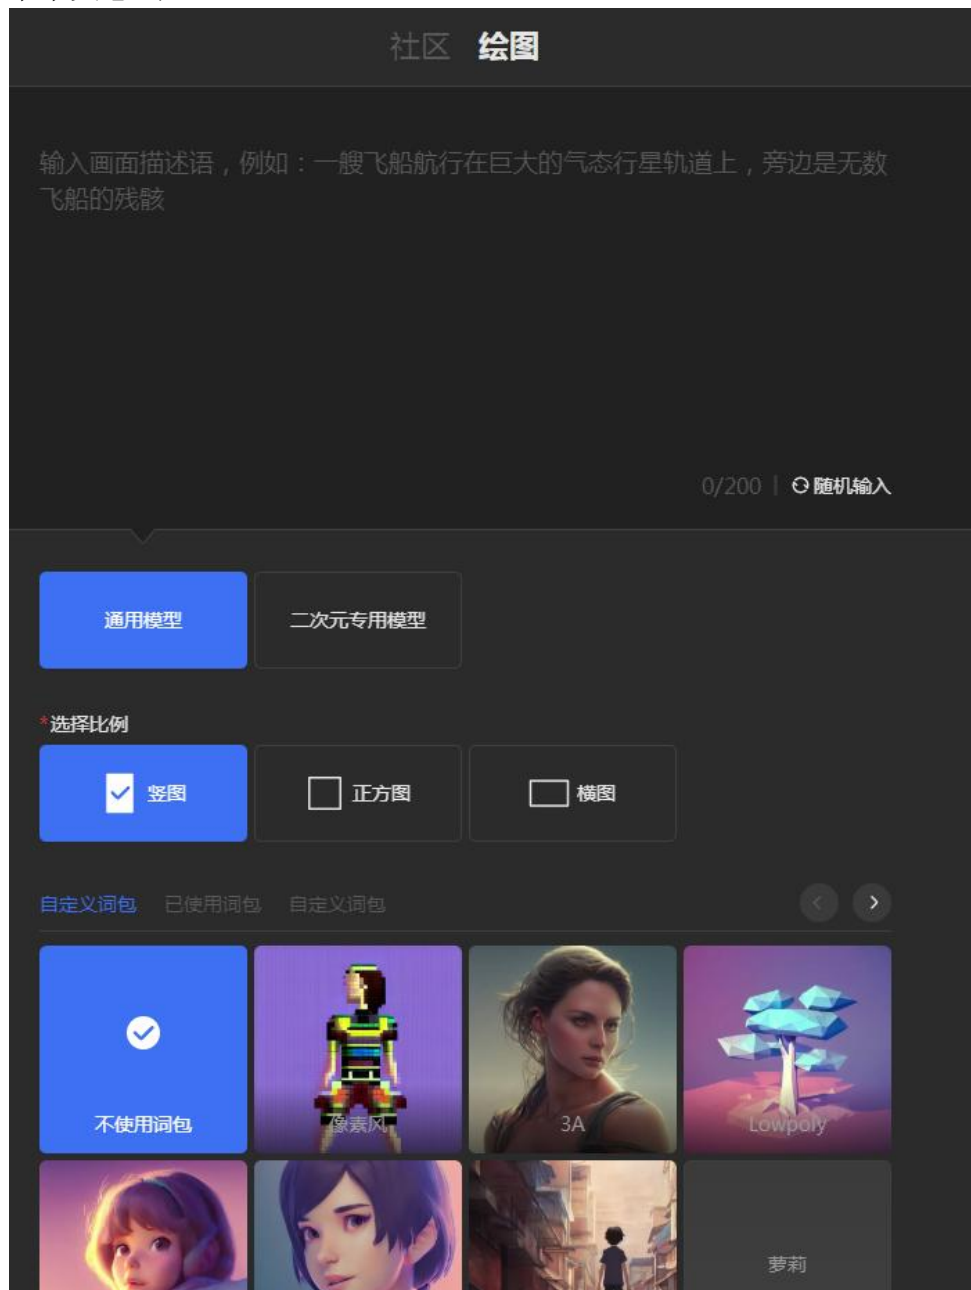 社区 绘图
输入画面描述语，例如：一艘飞船航行在巨大的气态行星轨道上，旁边是无数
飞船的残骸
0/200 | 随机输入
通用模型 二次元专用模型
*选择比例
竖图 正方图 横图
自定义词包 已使用词包 自定义词包
不使用词包 像素风 3A Lowpoly
萝莉